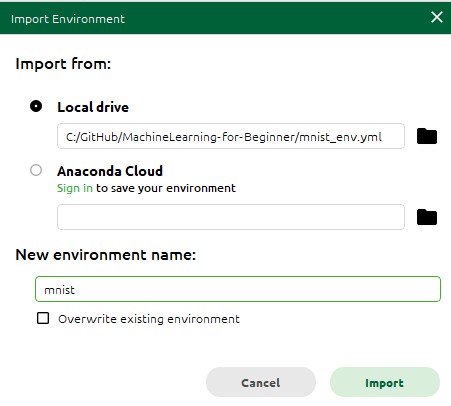 Import Environment
Import from:
Local drive
C:/GitHub/MachineLearning-for-Beginner/mnist_env.yml
Anaconda Cloud
Sign in to save your environment
New environment name:
mnist
Overwrite existing environment
Cancel
Import